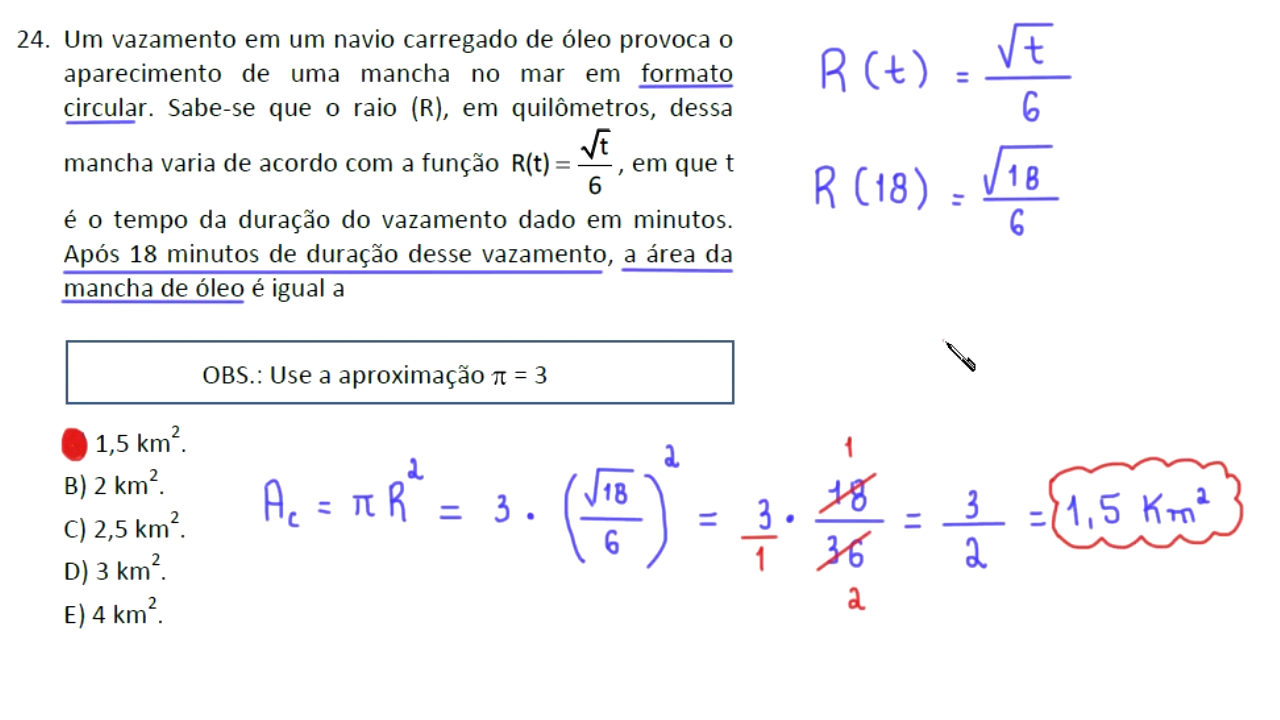 24. Um vazamento em um navio carregado de óleo provoca o
aparecimento de uma mancha no mar em formato
circular. Sabe-se que o raio (R), em quilômetros, dessa
mancha varia de acordo com a função R(t) = √t/6, em que t
é o tempo da duração do vazamento dado em minutos.
Após 18 minutos de duração desse vazamento, a área da
mancha de óleo é igual a
OBS.: Use a aproximação π = 3
1,5 km².
B) 2 km².
C) 2,5 km².
D) 3 km².
E) 4 km².
R(t) = √t/6
R(18) = √18/6
Ac = πR² = 3 · (√18/6)² = 3/1 · 18/36 = 3/2 = 1,5 Km²
1
2